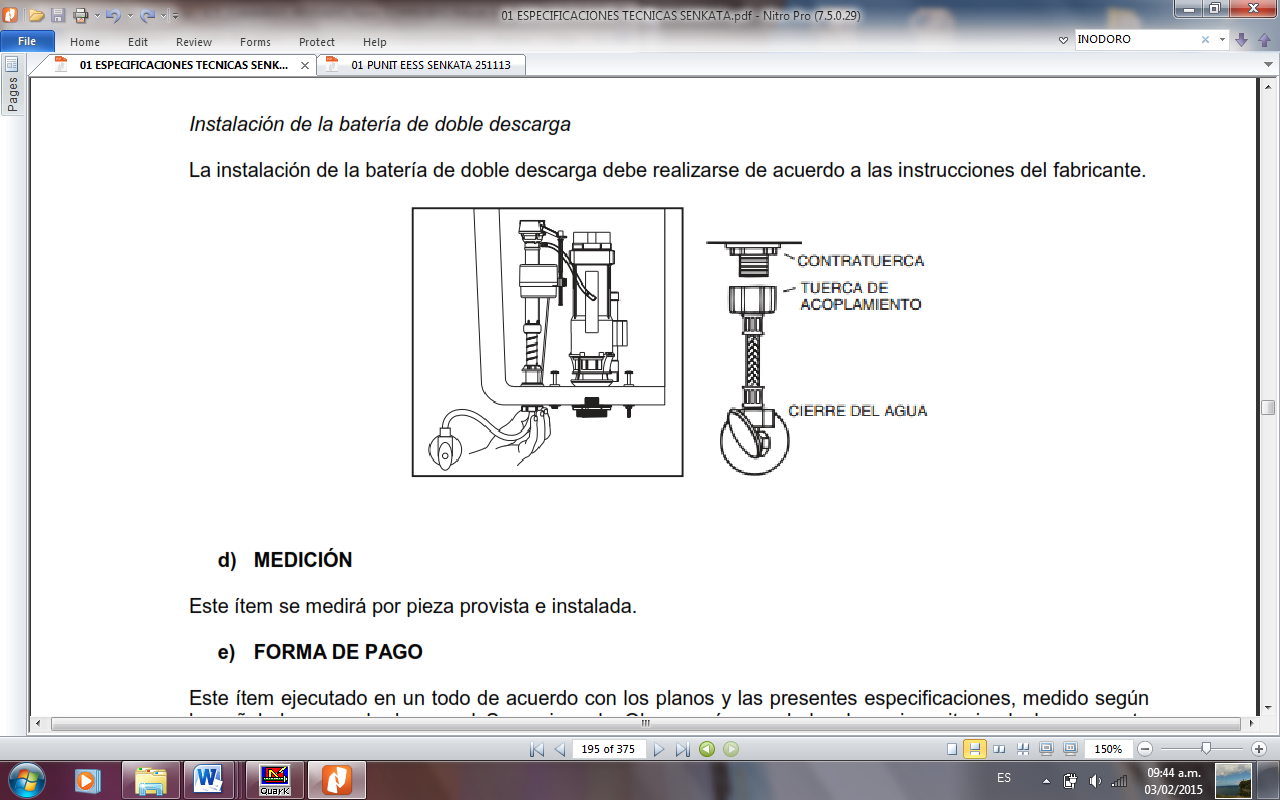 01 ESPECIFICACIONES TECNICAS SENKATA.pdf - Nitro Pro (7.5.0.29)
File Home Edit Review Forms Protect Help INODORO
01 ESPECIFICACIONES TECNICAS SENK... 01 PUNIT EESS SENKATA 251113
Pages
Instalación de la batería de doble descarga
La instalación de la batería de doble descarga debe realizarse de acuerdo a las instrucciones del fabricante.
CONTRATUERCA
TUERCA DE
ACOPLAMIENTO
CIERRE DEL AGUA
d) MEDICIÓN
Este ítem se medirá por pieza provista e instalada.
e) FORMA DE PAGO
Este ítem ejecutado en un todo de acuerdo con los planos y las presentes especificaciones, medido según
195 of 375
150%
QuarK
ES
09:44 a.m.
03/02/2015